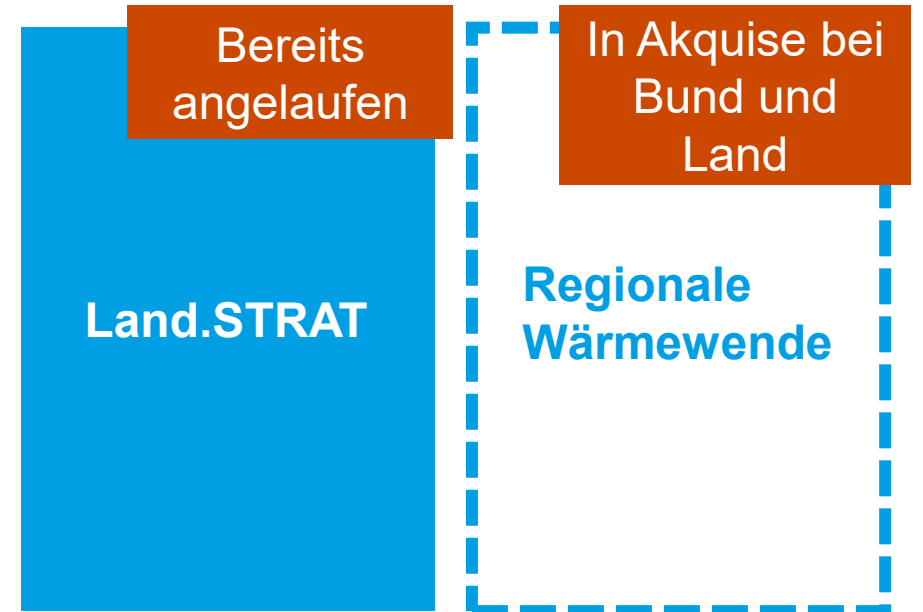 Bereits
angelaufen
In Akquise bei
Bund und
Land
Land.STRAT
Regionale
Wärmewende